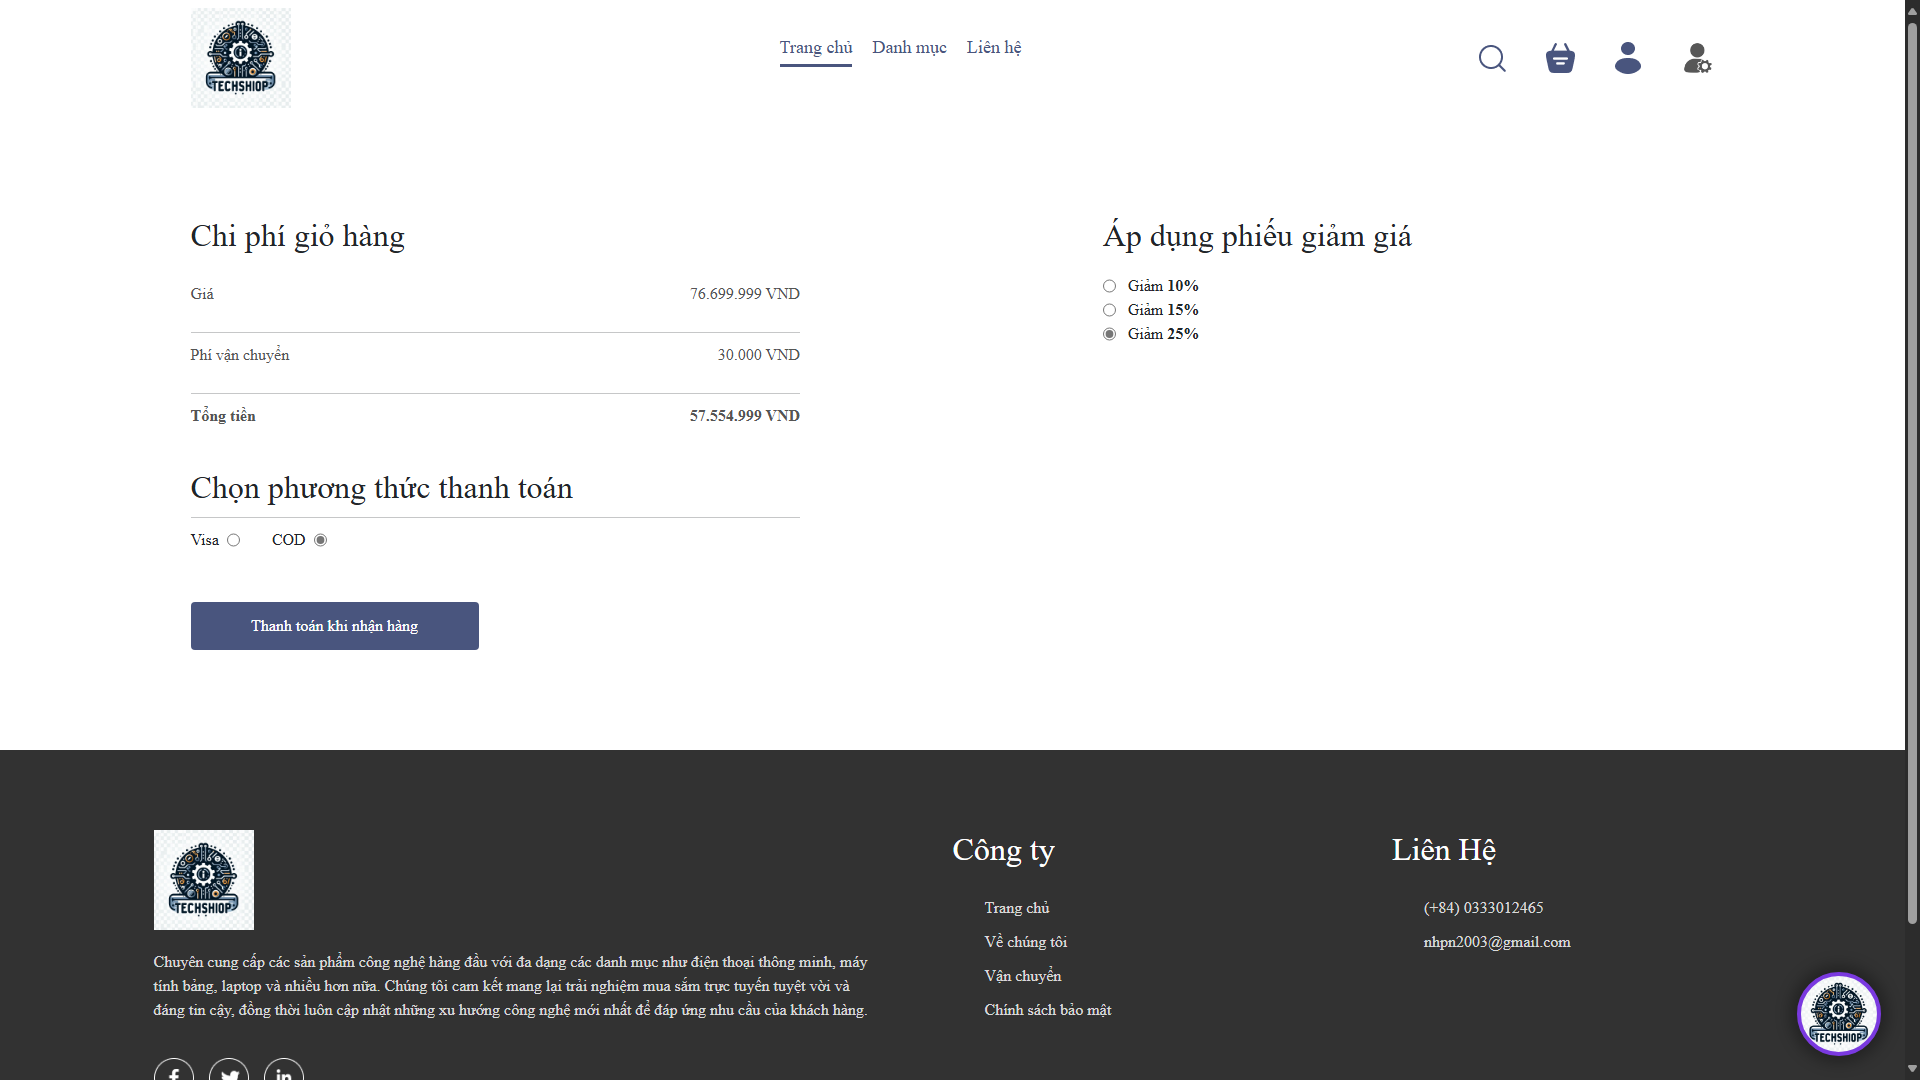 TECHSHIOP
Trang chủ
Danh mục
Liên hệ
Chi phí giỏ hàng
Giá
76.699.999 VND
Phí vận chuyển
30.000 VND
Tổng tiền
57.554.999 VND
Chọn phương thức thanh toán
Visa
COD
Thanh toán khi nhận hàng
Áp dụng phiếu giảm giá
Giảm 10%
Giảm 15%
Giảm 25%
TECHSHIOP
Chuyên cung cấp các sản phẩm công nghệ hàng đầu với đa dạng các danh mục như điện thoại thông minh, máy
tính bảng, laptop và nhiều hơn nữa. Chúng tôi cam kết mang lại trải nghiệm mua sắm trực tuyến tuyệt vời và
đáng tin cậy, đồng thời luôn cập nhật những xu hướng công nghệ mới nhất để đáp ứng nhu cầu của khách hàng.
Công ty
Trang chủ
Về chúng tôi
Vận chuyển
Chính sách bảo mật
Liên Hệ
(+84) 0333012465
nhpn2003@gmail.com
TECHSHIOP